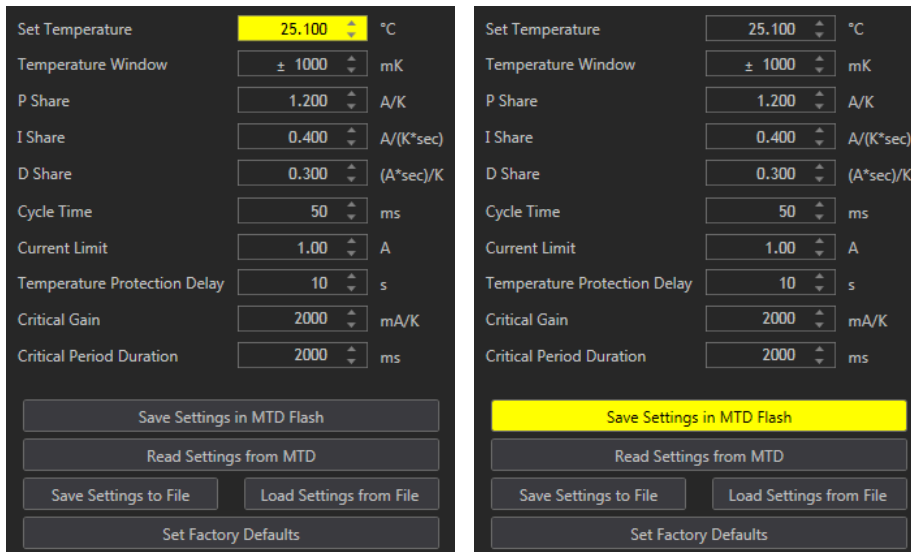 Set Temperature 25.100 °C
Temperature Window ± 1000 mK
P Share 1.200 A/K
I Share 0.400 A/(K*sec)
D Share 0.300 (A*sec)/K
Cycle Time 50 ms
Current Limit 1.00 A
Temperature Protection Delay 10 s
Critical Gain 2000 mA/K
Critical Period Duration 2000 ms
Save Settings in MTD Flash
Read Settings from MTD
Save Settings to File Load Settings from File
Set Factory Defaults
Set Temperature 25.100 °C
Temperature Window ± 1000 mK
P Share 1.200 A/K
I Share 0.400 A/(K*sec)
D Share 0.300 (A*sec)/K
Cycle Time 50 ms
Current Limit 1.00 A
Temperature Protection Delay 10 s
Critical Gain 2000 mA/K
Critical Period Duration 2000 ms
Save Settings in MTD Flash
Read Settings from MTD
Save Settings to File Load Settings from File
Set Factory Defaults